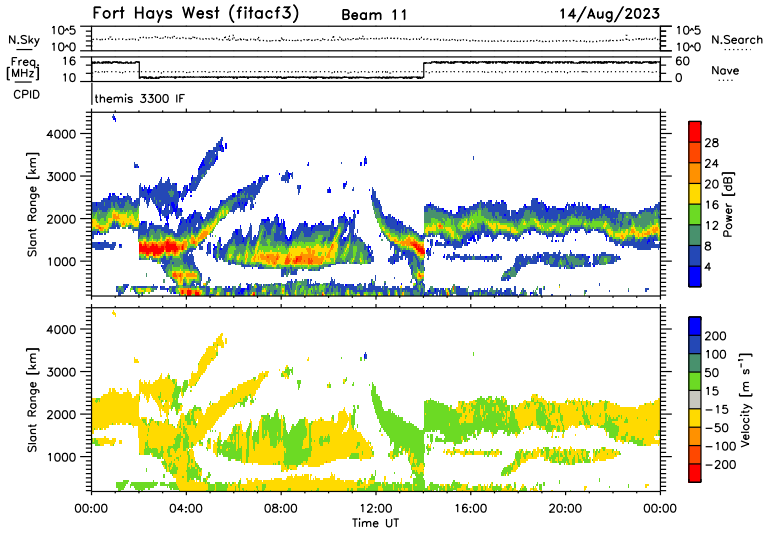 Fort Hays West (fitacf3) Beam 11 14/Aug/2023
N.Sky 10^5 10^0 10^5 10^0 N.Search
Freq. [MHz] 16 10 60 0 Nave
CPID themis 3300 IF
Slant Range [km]
4000
3000
2000
1000
28
24
20
16
12
8
4
Power [dB]
Slant Range [km]
4000
3000
2000
1000
200
100
50
15
−15
−50
−100
−200
Velocity [m s⁻¹]
00:00 04:00 08:00 12:00 16:00 20:00 00:00
Time UT